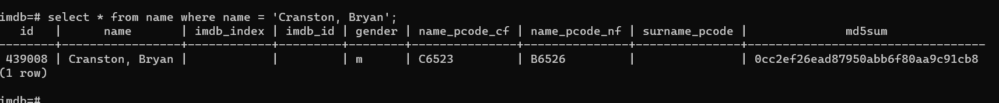 imdb=# select * from name where name = 'Cranston, Bryan';
   id   |      name       | imdb_index | imdb_id | gender | name_pcode_cf | name_pcode_nf | surname_pcode |              md5sum
--------+-----------------+------------+---------+--------+---------------+---------------+---------------+----------------------------------
 439008 | Cranston, Bryan |            |         | m      | C6523         | B6526         |               | 0cc2ef26ead87950abb6f80aa9c91cb8
(1 row)
imdb=#